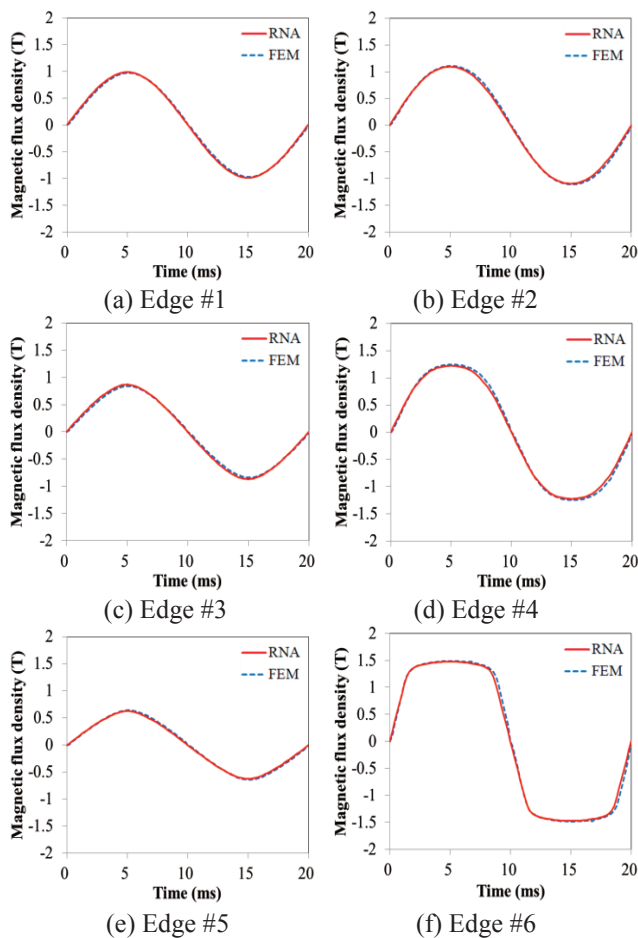 Magnetic flux density (T)
2
1.5
1
0.5
0
-0.5
-1
-1.5
-2
RNA
FEM
0 5 10 15 20
Time (ms)
(a) Edge #1
Magnetic flux density (T)
2
1.5
1
0.5
0
-0.5
-1
-1.5
-2
RNA
FEM
0 5 10 15 20
Time (ms)
(b) Edge #2
Magnetic flux density (T)
2
1.5
1
0.5
0
-0.5
-1
-1.5
-2
RNA
FEM
0 5 10 15 20
Time (ms)
(c) Edge #3
Magnetic flux density (T)
2
1.5
1
0.5
0
-0.5
-1
-1.5
-2
RNA
FEM
0 5 10 15 20
Time (ms)
(d) Edge #4
Magnetic flux density (T)
2
1.5
1
0.5
0
-0.5
-1
-1.5
-2
RNA
FEM
0 5 10 15 20
Time (ms)
(e) Edge #5
Magnetic flux density (T)
2
1.5
1
0.5
0
-0.5
-1
-1.5
-2
RNA
FEM
0 5 10 15 20
Time (ms)
(f) Edge #6